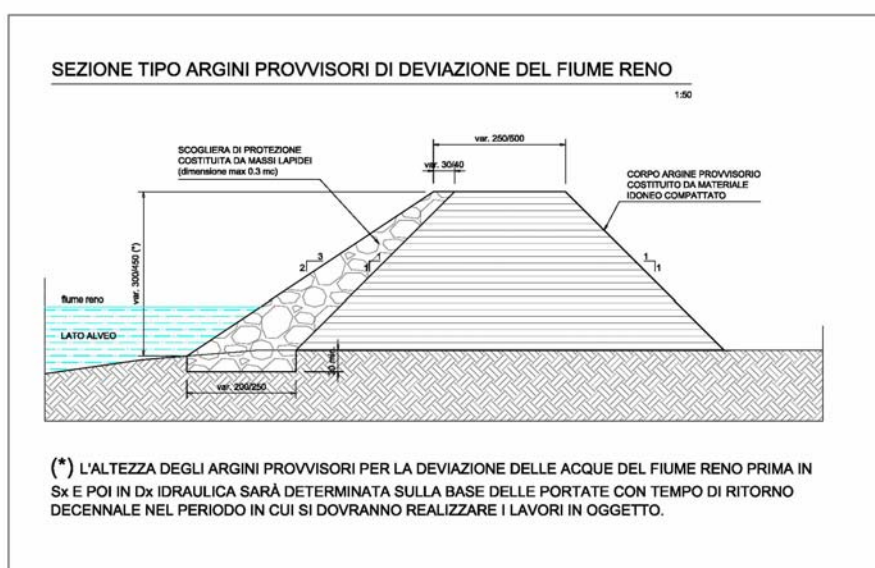 SEZIONE TIPO ARGINI PROVVISORI DI DEVIAZIONE DEL FIUME RENO
1:50
var. 250/500
SCOGLIERA DI PROTEZIONE
COSTITUITA DA MASSI LAPIDEI
(dimensione max 0.3 mc)
var. 30/40
CORPO ARGINE PROVVISORIO
COSTITUITO DA MATERIALE
IDONEO COMPATTATO
var. 300/450 (*)
3
2
1
1
1
1
fiume reno
LATO ALVEO
30 min.
var. 200/250
(*) L'ALTEZZA DEGLI ARGINI PROVVISORI PER LA DEVIAZIONE DELLE ACQUE DEL FIUME RENO PRIMA IN
Sx E POI IN Dx IDRAULICA SARÀ DETERMINATA SULLA BASE DELLE PORTATE CON TEMPO DI RITORNO
DECENNALE NEL PERIODO IN CUI SI DOVRANNO REALIZZARE I LAVORI IN OGGETTO.